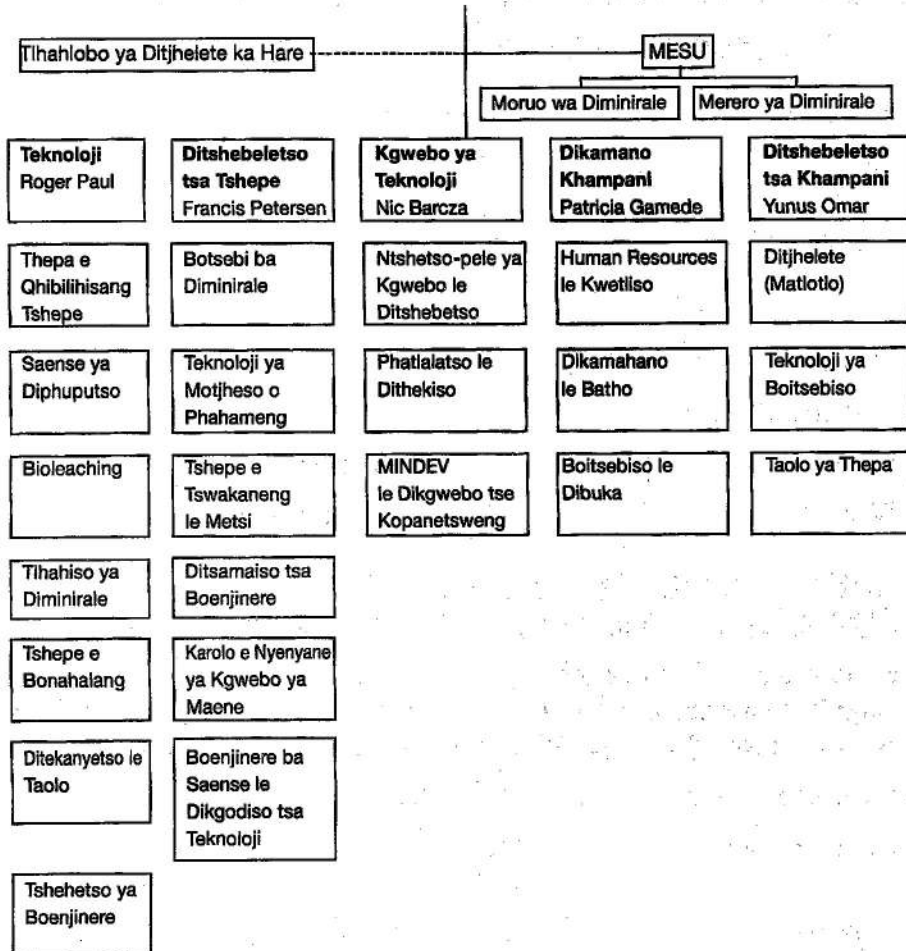 Tlhahlobo ya Ditjhelete ka Hare
MESU
Moruo wa Diminirale
Merero ya Diminirale
Teknoloji
Roger Paul
Thepa e
Qhibilihisang
Tshepe
Saense ya
Diphuputso
Bioleaching
Tlhahiso ya
Diminirale
Tshepe e
Bonahalang
Ditekanyetso le
Taolo
Tshehetso ya
Boenjinere
Ditshebeletso
tsa Tshepe
Francis Petersen
Botsebi ba
Diminirale
Teknoloji ya
Motjheso o
Phahameng
Tshepe e
Tswakaneng
le Metsi
Ditsamaiso tsa
Boenjinere
Karolo e Nyenyane
ya Kgwebo ya
Maene
Boenjinere ba
Saense le
Dikgodiso tsa
Teknoloji
Kgwebo ya
Teknoloji
Nic Barcza
Ntshetso-pele ya
Kgwebo le
Ditshebetso
Phatlalatso le
Dithekiso
MINDEV
le Dikgwebo tse
Kopanetsweng
Dikamano
Khampani
Patricia Gamede
Human Resources
le Kwetliso
Dikamahano
le Batho
Boitsebiso le
Dibuka
Ditshebeletso
tsa Khampani
Yunus Omar
Ditjhelete
(Matlotlo)
Teknoloji ya
Boitsebiso
Taolo ya Thepa